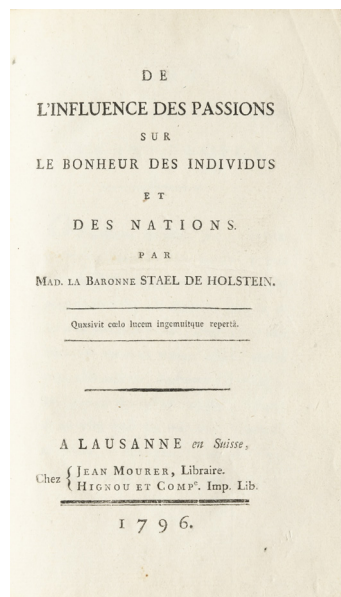 DE
L'INFLUENCE DES PASSIONS
SUR
LE BONHEUR DES INDIVIDUS
ET
DES NATIONS.
PAR
MAD. LA BARONNE STAEL DE HOLSTEIN.
Quæsivit cœlo lucem ingemuitque repertâ.
A LAUSANNE en Suisse,
Chez { JEAN MOURER, Libraire.
HIGNOU ET COMPe. Imp. Lib.
1796.